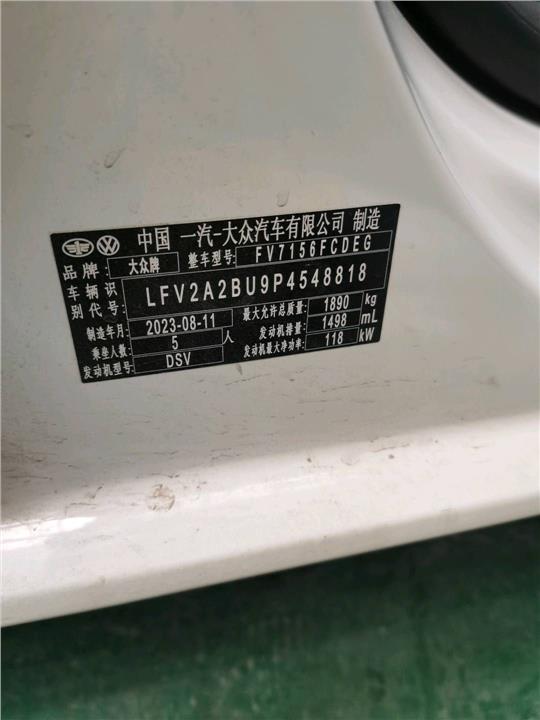 中国 一汽-大众汽车有限公司 制造
品牌: 大众牌 整车型号: FV7156FCDEG
车辆识别代号: LFV2A2BU9P4548818
制造年月: 2023-08-11 最大允许总质量: 1890 kg
乘坐人数: 5 人 发动机排量: 1498 mL
发动机型号: DSV 发动机最大净功率: 118 kW